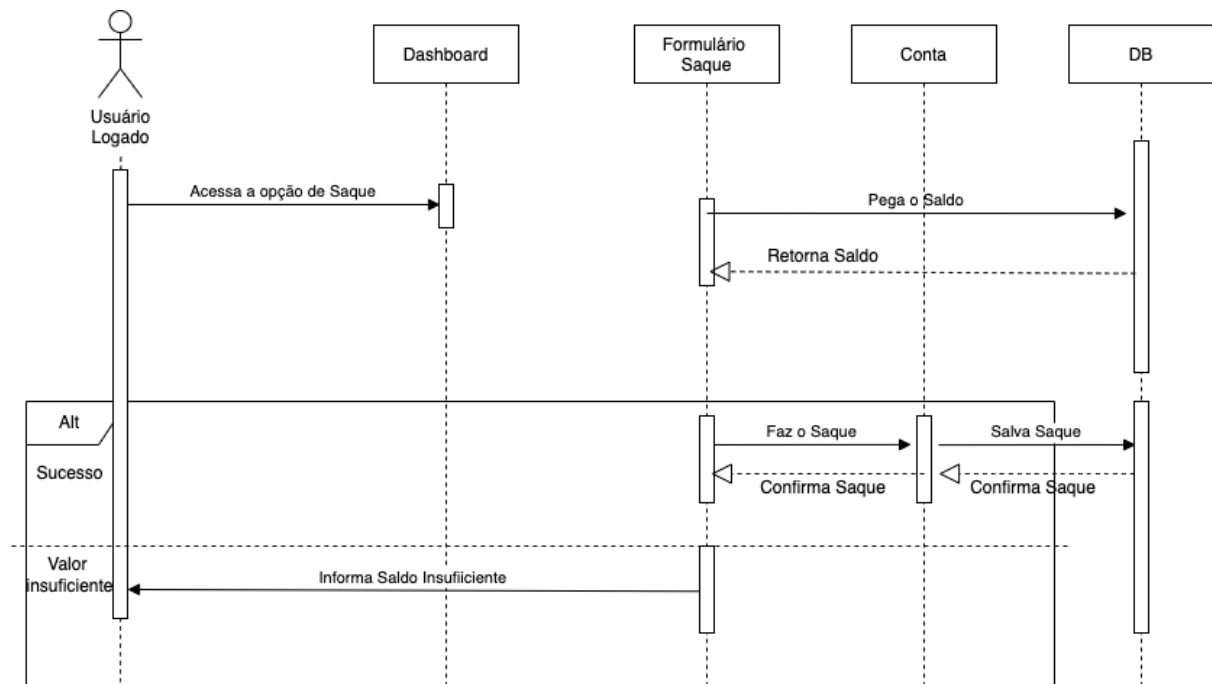 Dashboard
Formulário
Saque
Conta
DB
Usuário
Logado
Acessa a opção de Saque
Pega o Saldo
Retorna Saldo
Alt
Faz o Saque
Salva Saque
Sucesso
Confirma Saque
Confirma Saque
Valor
insuficiente
Informa Saldo Insufiiciente